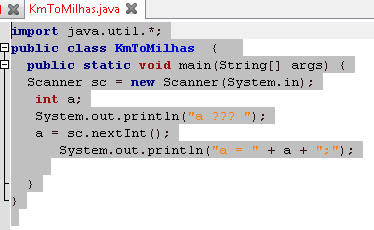 KmToMilhas.java
import java.util.*;
public class KmToMilhas {
public static void main(String[] args) {
Scanner sc = new Scanner(System.in);
int a;
System.out.println("a ??? ");
a = sc.nextInt();
System.out.println("a = " + a + ";");
}
}